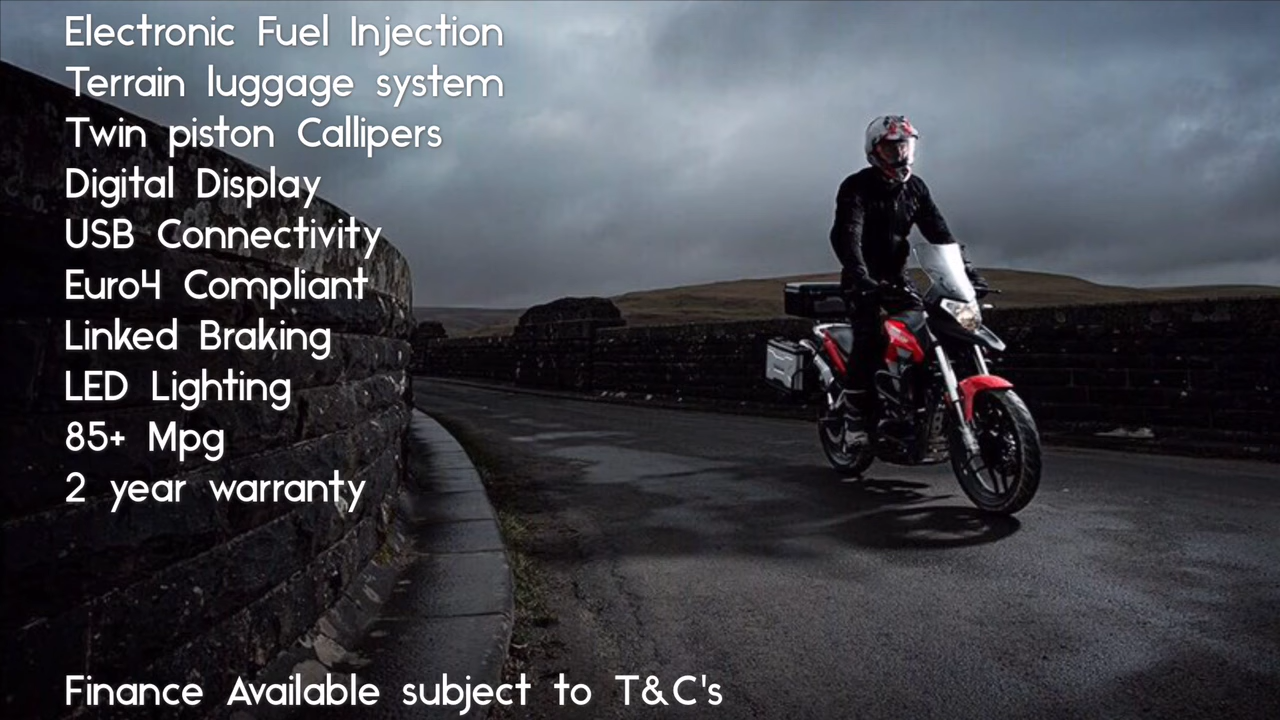 Electronic Fuel Injection
Terrain luggage system
Twin piston Callipers
Digital Display
USB Connectivity
Euro4 Compliant
Linked Braking
LED Lighting
85+ Mpg
2 year warranty
Finance Available subject to T&C's